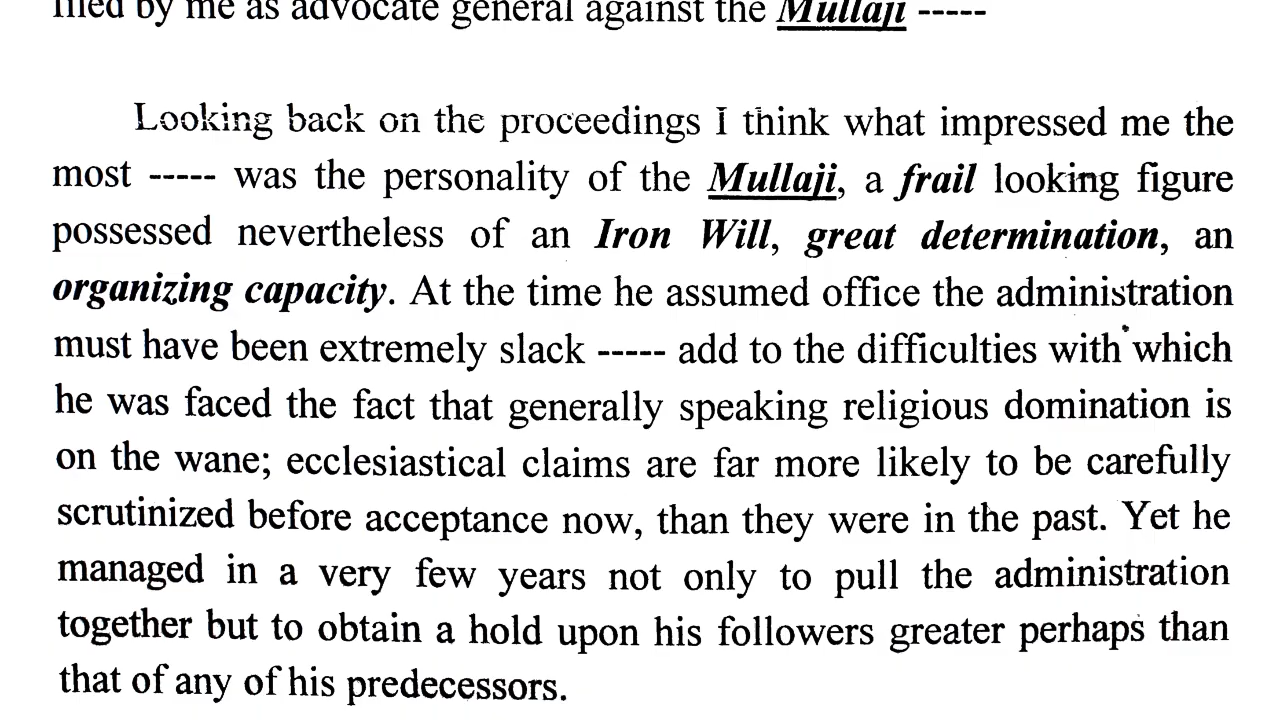 filed by me as advocate general against the Mullaji -----
Looking back on the proceedings I think what impressed me the
most ----- was the personality of the Mullaji, a frail looking figure
possessed nevertheless of an Iron Will, great determination, an
organizing capacity. At the time he assumed office the administration
must have been extremely slack ----- add to the difficulties with which
he was faced the fact that generally speaking religious domination is
on the wane; ecclesiastical claims are far more likely to be carefully
scrutinized before acceptance now, than they were in the past. Yet he
managed in a very few years not only to pull the administration
together but to obtain a hold upon his followers greater perhaps than
that of any of his predecessors.